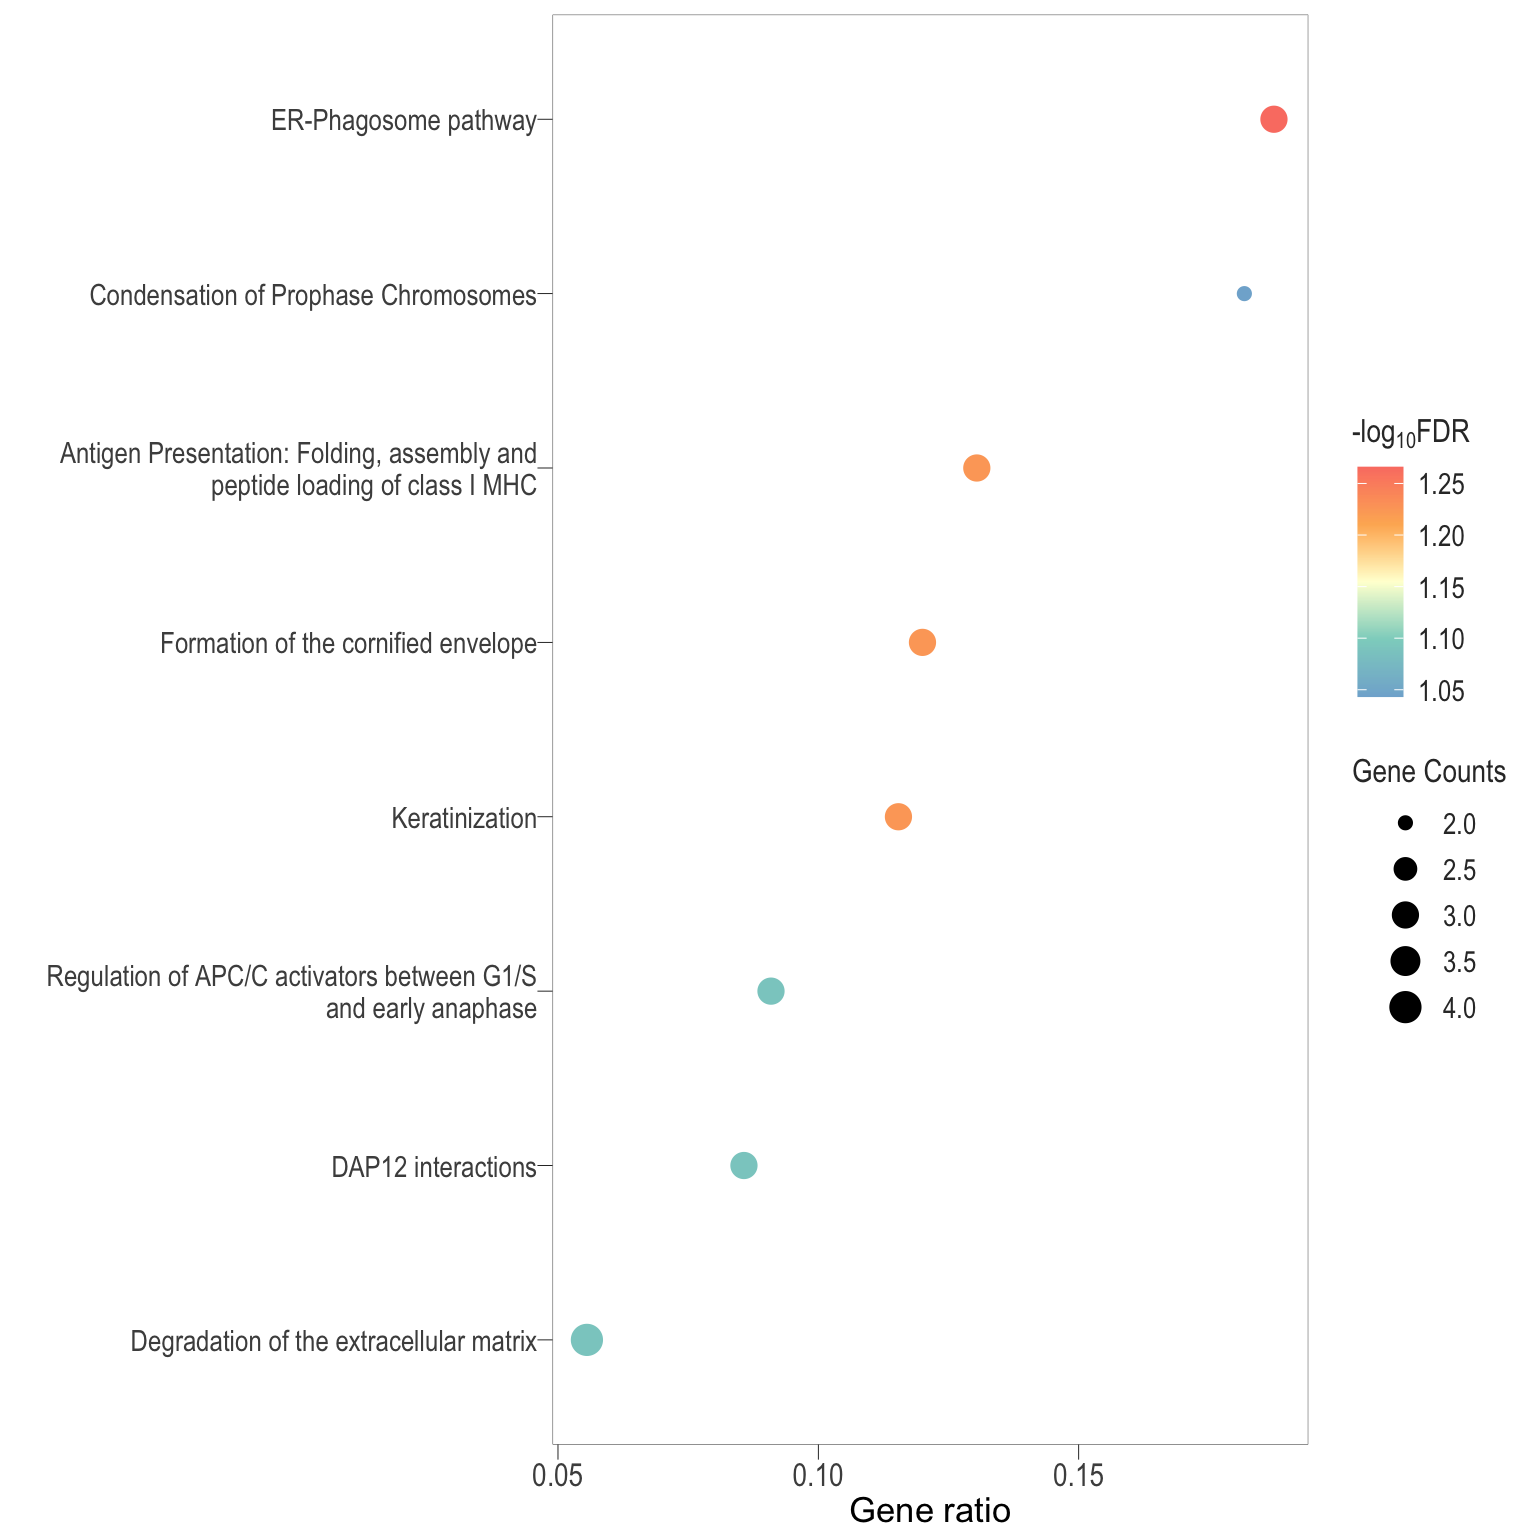 ER-Phagosome pathway
Condensation of Prophase Chromosomes
Antigen Presentation: Folding, assembly and
peptide loading of class I MHC
Formation of the cornified envelope
Keratinization
Regulation of APC/C activators between G1/S
and early anaphase
DAP12 interactions
Degradation of the extracellular matrix
0.05
0.10
0.15
Gene ratio
-log₁₀FDR
1.25
1.20
1.15
1.10
1.05
Gene Counts
2.0
2.5
3.0
3.5
4.0